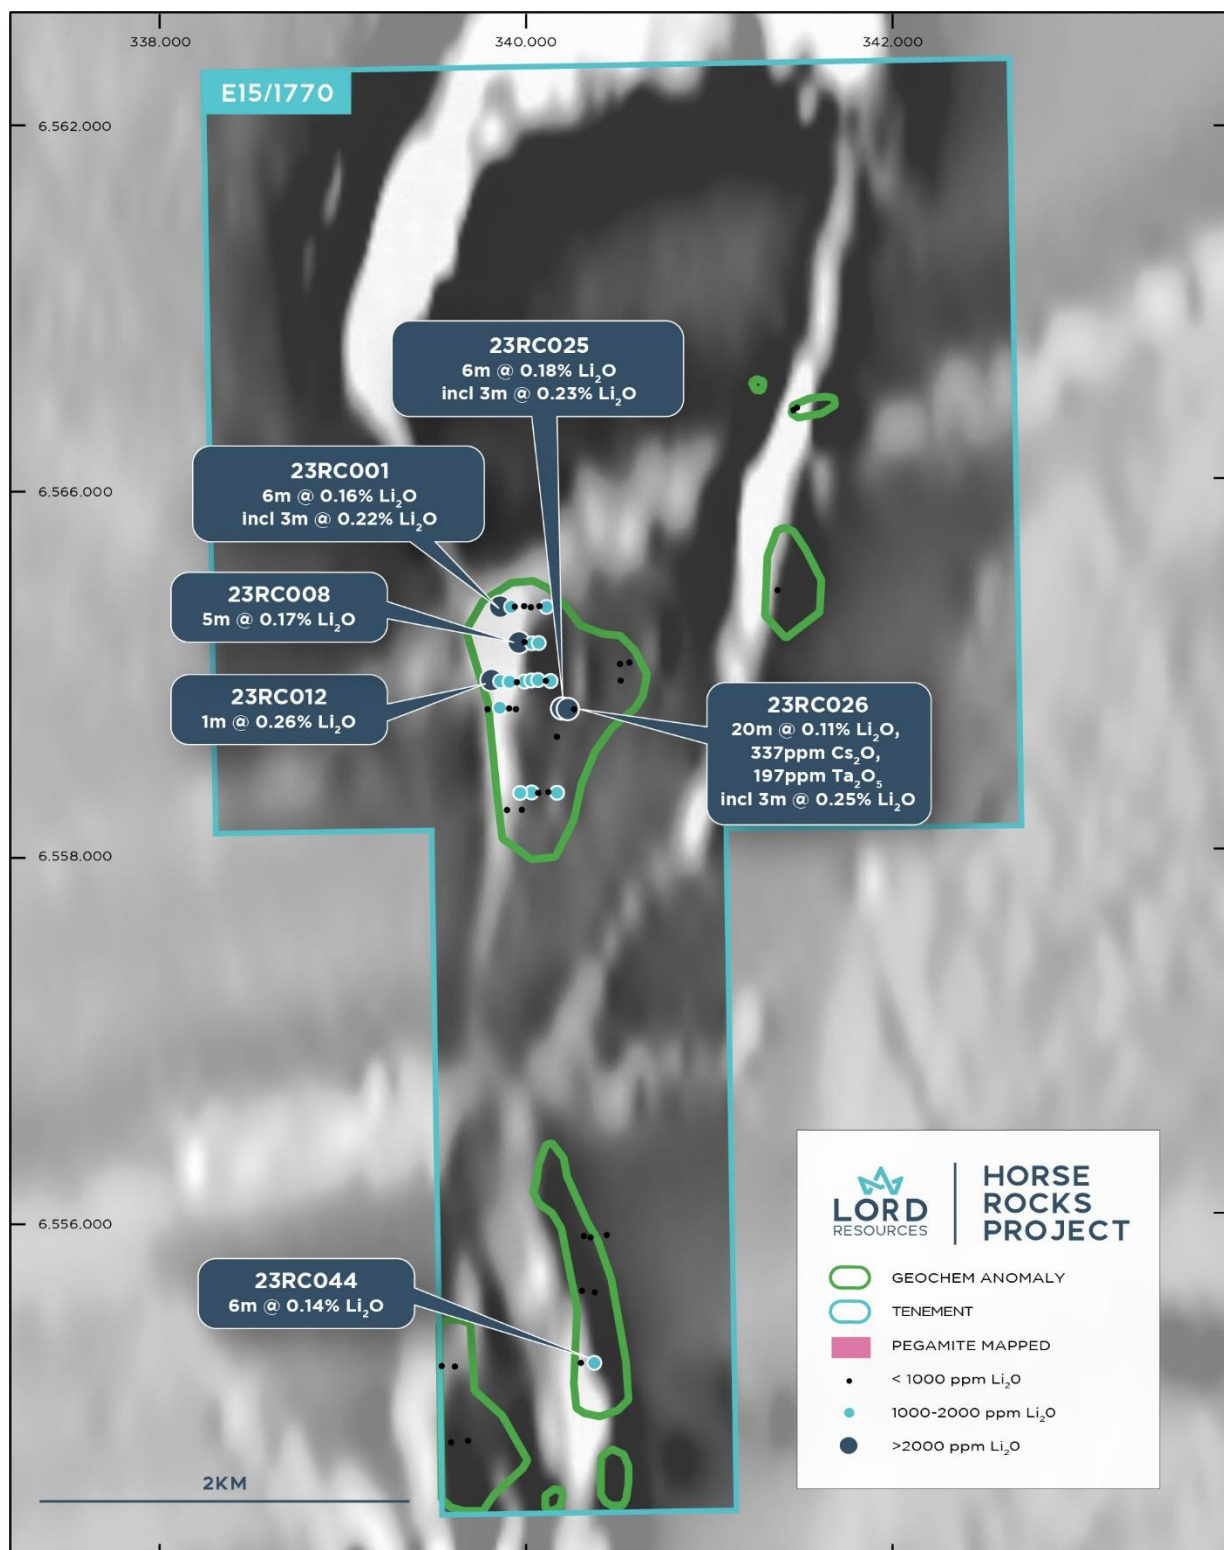 338.000
340.000
342.000
E15/1770
6,562.000
23RC025
6m @ 0.18% Li₂O
incl 3m @ 0.23% Li₂O
23RC001
6m @ 0.16% Li₂O
incl 3m @ 0.22% Li₂O
6,566.000
23RC008
5m @ 0.17% Li₂O
23RC012
1m @ 0.26% Li₂O
23RC026
20m @ 0.11% Li₂O,
337ppm Cs₂O,
197ppm Ta₂O₅
incl 3m @ 0.25% Li₂O
6,558.000
6,556.000
23RC044
6m @ 0.14% Li₂O
2KM
LORD
RESOURCES
HORSE
ROCKS
PROJECT
GEOCHEM ANOMALY
TENEMENT
PEGAMITE MAPPED
< 1000 ppm Li₂O
1000-2000 ppm Li₂O
>2000 ppm Li₂O